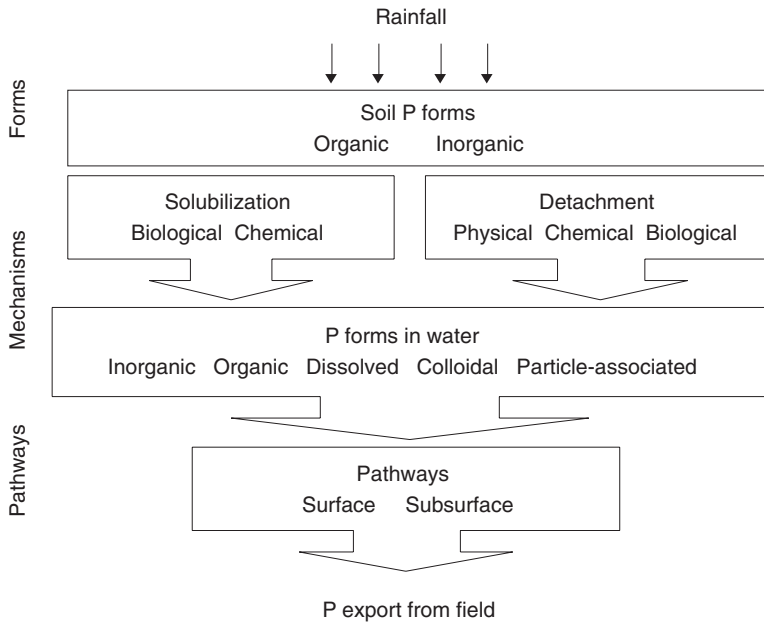 Rainfall
Forms
Soil P forms
Organic Inorganic
Solubilization
Biological Chemical
Detachment
Physical Chemical Biological
Mechanisms
P forms in water
Inorganic Organic Dissolved Colloidal Particle-associated
Pathways
Pathways
Surface Subsurface
P export from field